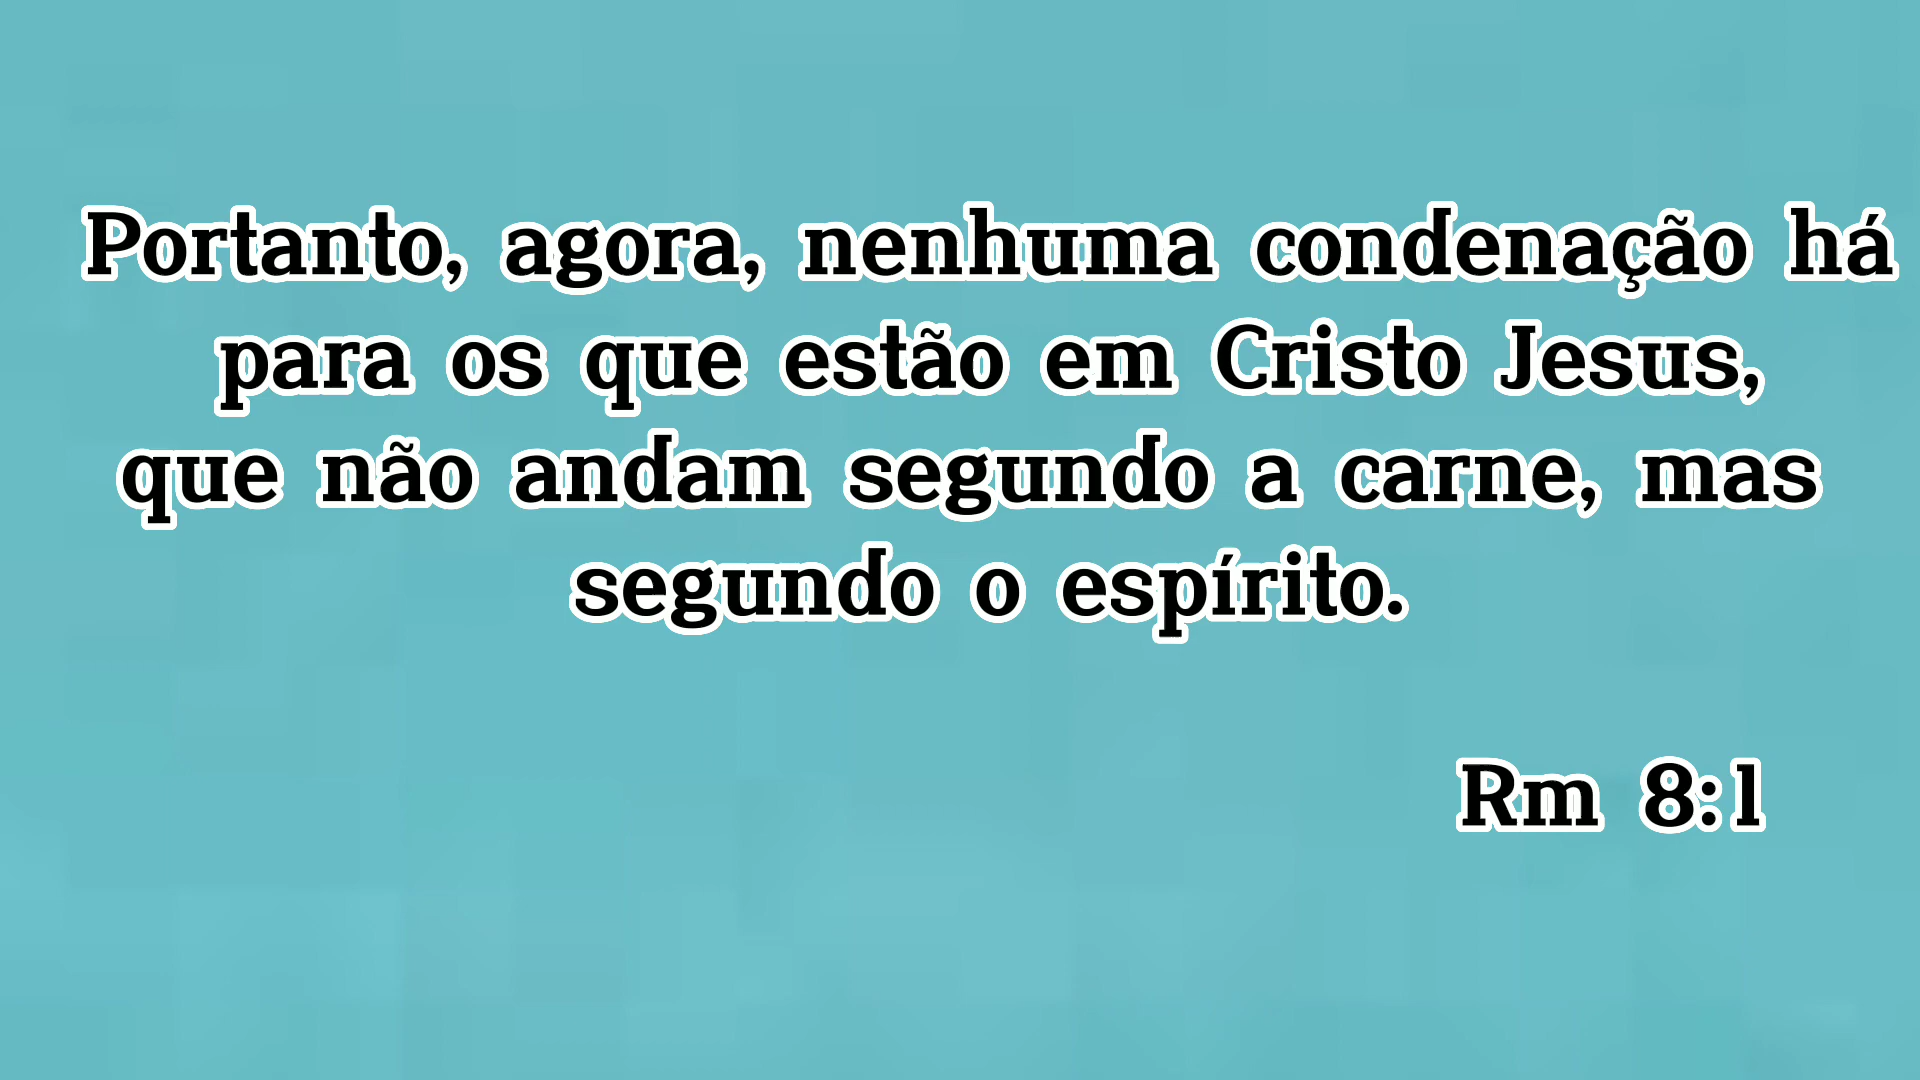 Portanto, agora, nenhuma condenação há
para os que estão em Cristo Jesus,
que não andam segundo a carne, mas
segundo o espírito.
Rm 8:1